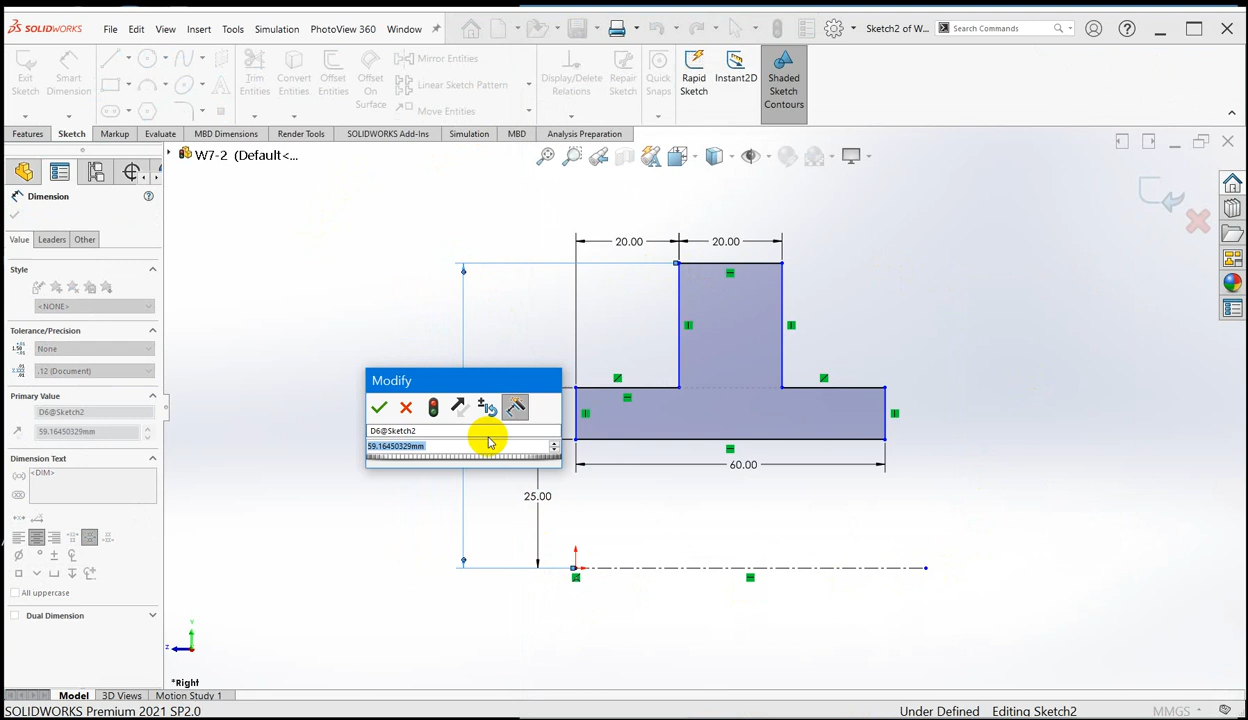 SOLIDWORKS File Edit View Insert Tools Simulation PhotoView 360 Window Sketch2 of W... Search Commands
Exit Sketch
Smart Dimension
Trim Entities
Convert Entities
Offset Entities
Offset On Surface
Mirror Entities
Linear Sketch Pattern
Move Entities
Display/Delete Relations
Repair Sketch
Quick Snaps
Rapid Sketch
Instant2D
Shaded Sketch Contours
Features Sketch Markup Evaluate MBD Dimensions Render Tools SOLIDWORKS Add-Ins Simulation MBD Analysis Preparation
W7-2 (Default<...
Dimension
Value Leaders Other
Style
<NONE>
Tolerance/Precision
None
.12 (Document)
Primary Value
D6@Sketch2
59.16450329mm
Dimension Text
<DIM>
All uppercase
Dual Dimension
20.00 20.00
Modify
D6@Sketch2
59.16450329mm
60.00
25.00
*Right
Model 3D Views Motion Study 1
SOLIDWORKS Premium 2021 SP2.0 Under Defined Editing Sketch2 MMGS